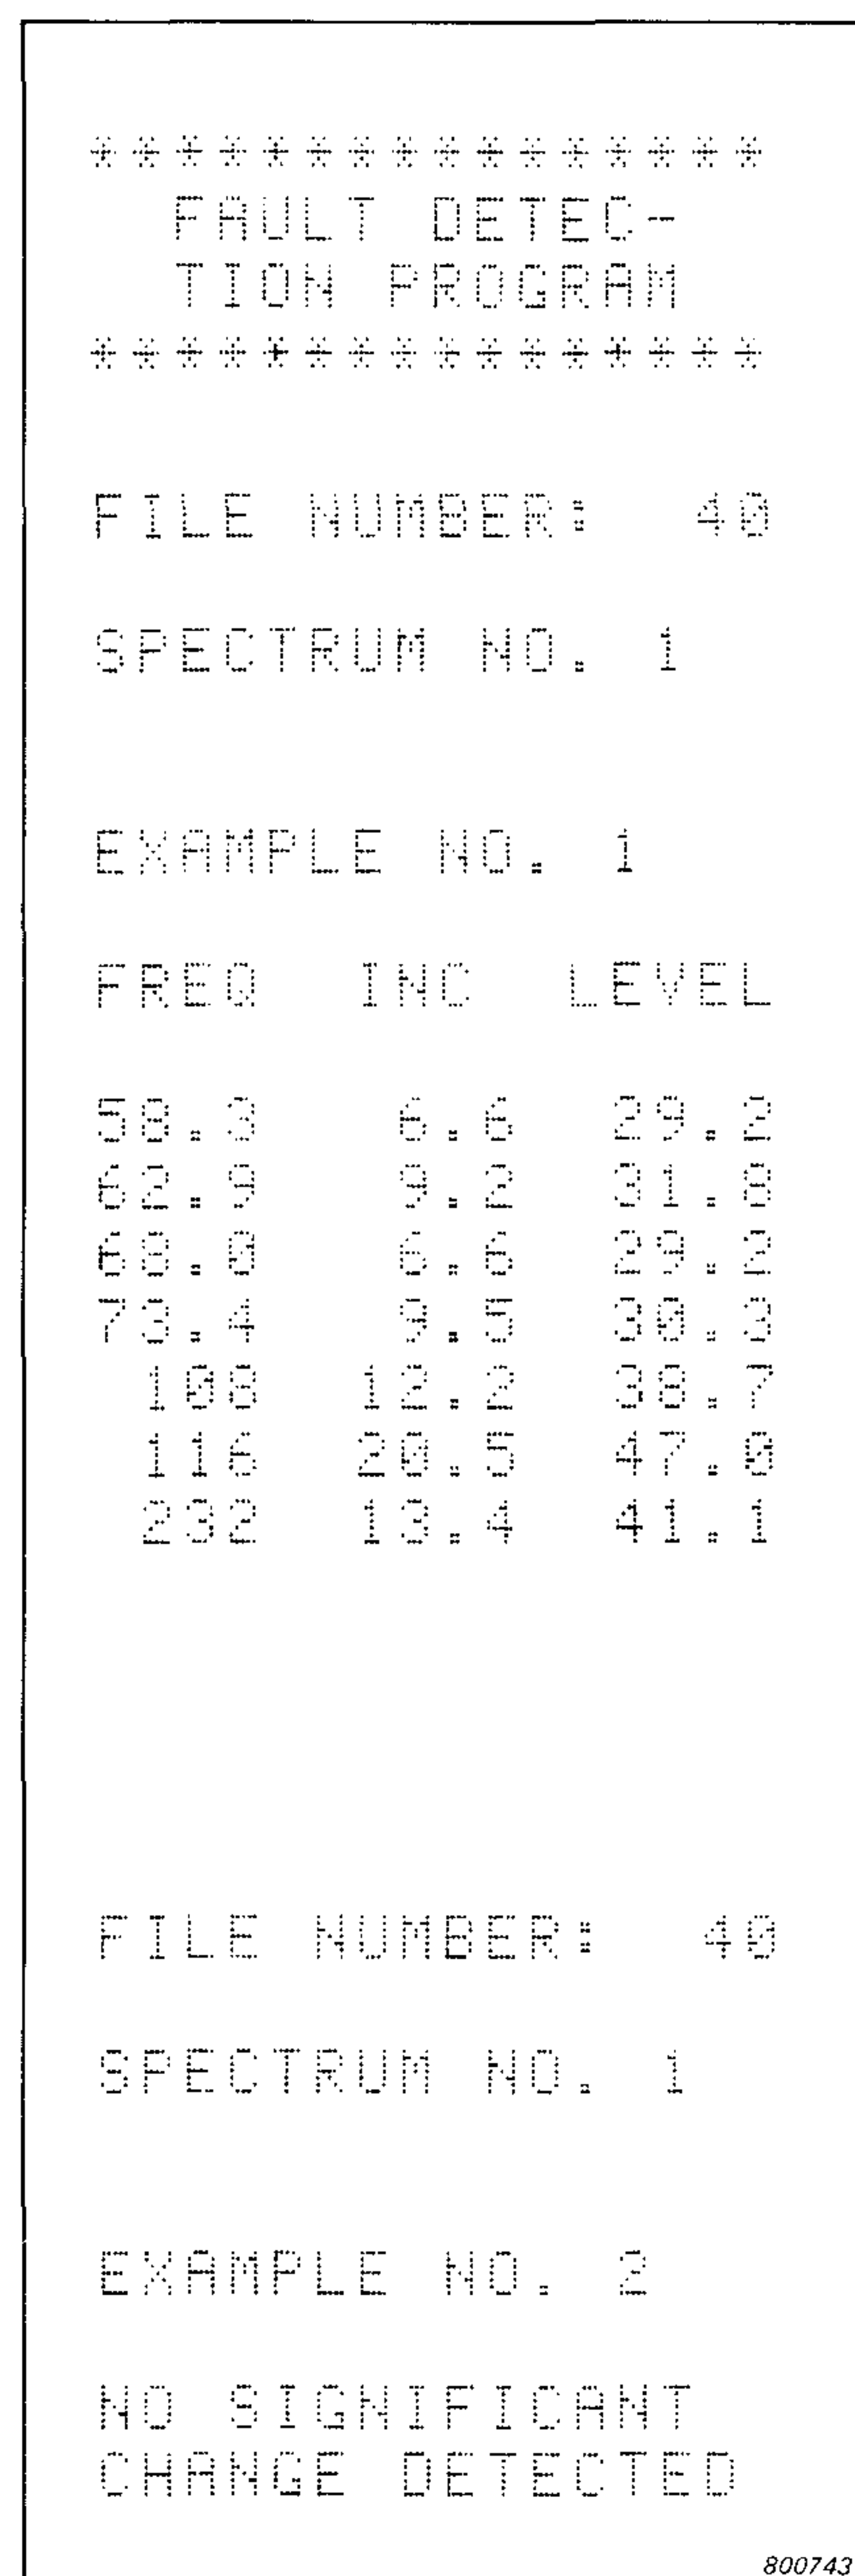 ****************
FAULT DETEC-
TION PROGRAM
****************
FILE NUMBER: 40
SPECTRUM NO. 1
EXAMPLE NO. 1
FREQ INC LEVEL
58.3 6.6 29.2
62.9 9.2 31.8
68.0 6.6 29.2
73.4 9.5 30.3
108 12.2 38.7
116 20.5 47.0
232 13.4 41.1
FILE NUMBER: 40
SPECTRUM NO. 1
EXAMPLE NO. 2
NO SIGNIFICANT
CHANGE DETECTED
800743